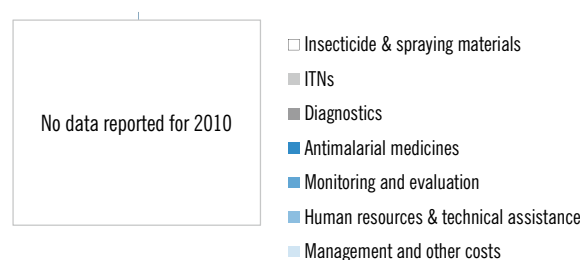 No data reported for 2010
Insecticide & spraying materials
ITNs
Diagnostics
Antimalarial medicines
Monitoring and evaluation
Human resources & technical assistance
Management and other costs